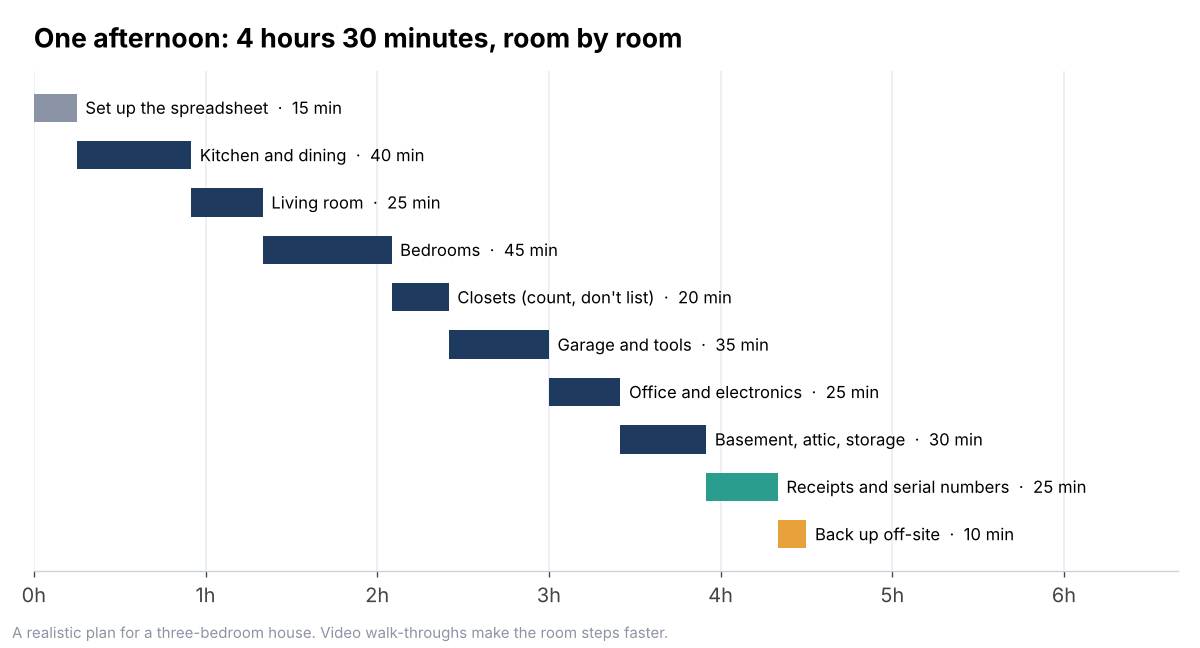 One afternoon: 4 hours 30 minutes, room by room
Set up the spreadsheet · 15 min
Kitchen and dining · 40 min
Living room · 25 min
Bedrooms · 45 min
Closets (count, don't list) · 20 min
Garage and tools · 35 min
Office and electronics · 25 min
Basement, attic, storage · 30 min
Receipts and serial numbers · 25 min
Back up off-site · 10 min
0h 1h 2h 3h 4h 5h 6h
A realistic plan for a three-bedroom house. Video walk-throughs make the room steps faster.